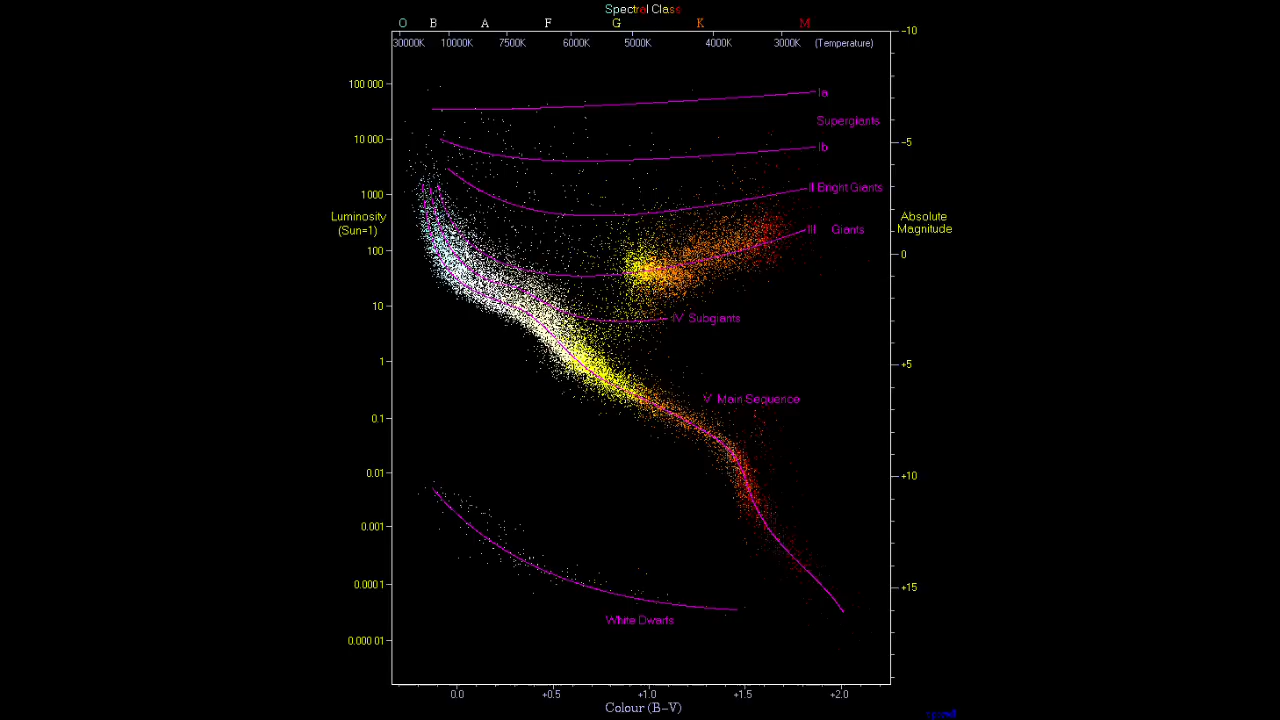 Spectral Class
O B A F G K M
30000K 10000K 7500K 6000K 5000K 4000K 3000K (Temperature)
-10
100 000
Ia
Supergiants
10 000
-5
Ib
1000
II Bright Giants
Luminosity
(Sun=1)
Absolute
Magnitude
III Giants
100
0
10
IV Subgiants
1
+5
V Main Sequence
0.1
0.01
+10
0.001
0.0001
+15
White Dwarts
0.000 01
0.0 +0.5 +1.0 +1.5 +2.0
Colour (B-V)